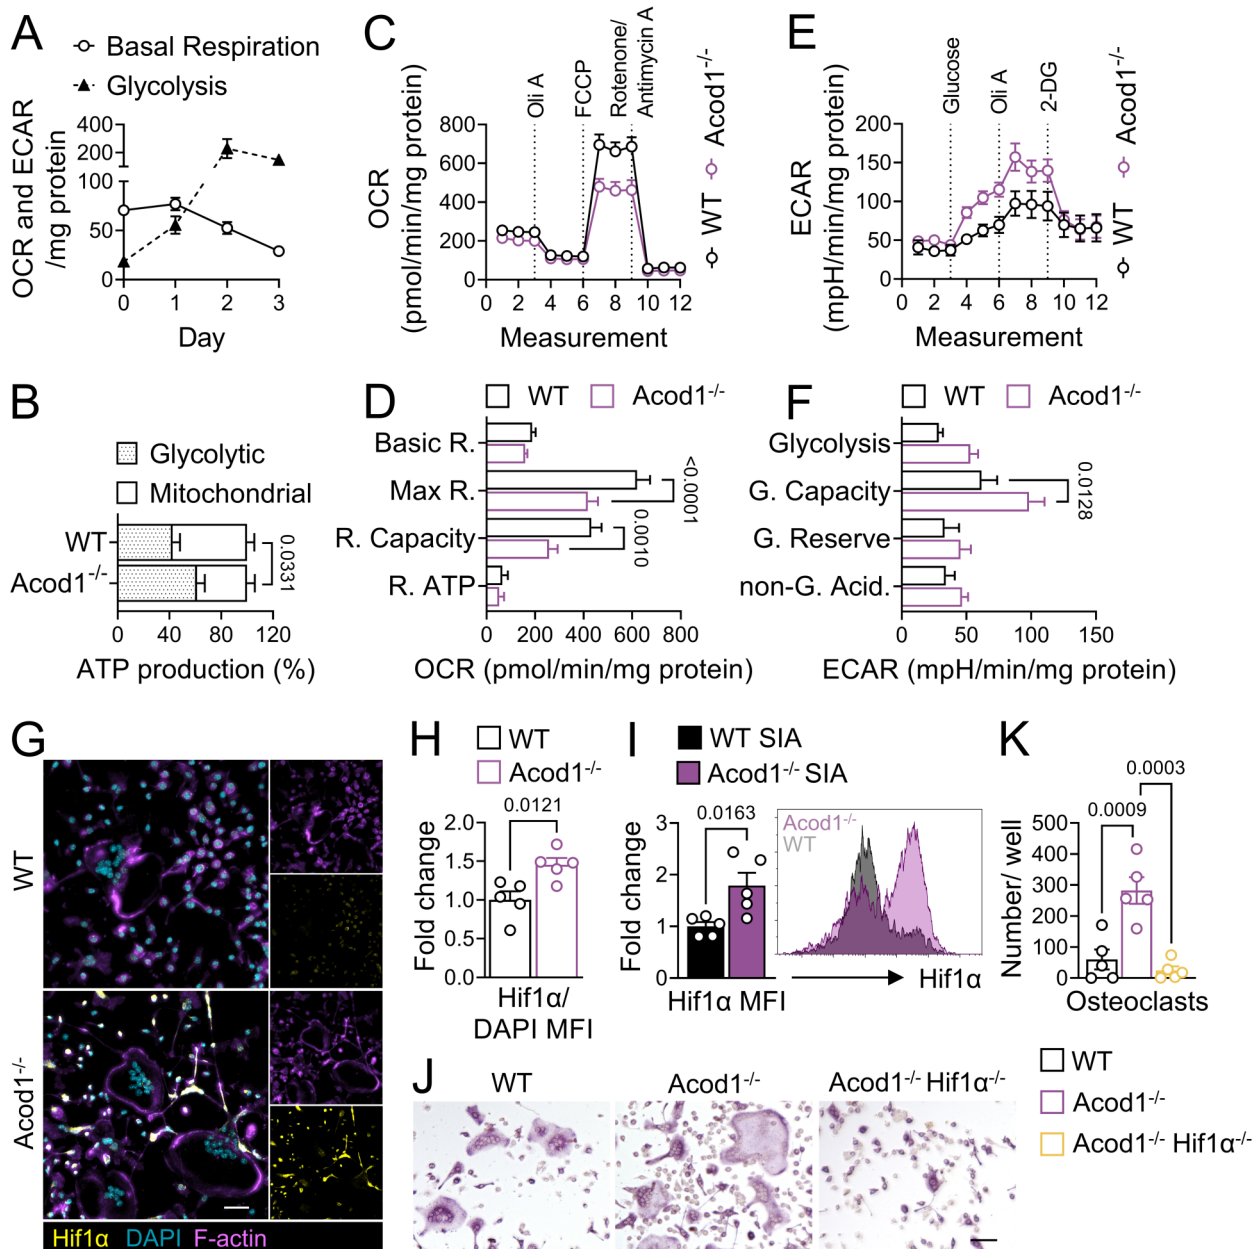 A
Basal Respiration
Glycolysis
OCR and ECAR
/mg protein
400
200
100
50
0
0 1 2 3
Day
B
Glycolytic
Mitochondrial
WT
Acod1-/-
0.0331
0 40 80 120
ATP production (%)
C
Oli A
FCCP
Rotenone/
Antimycin A
OCR
(pmol/min/mg protein)
800
600
400
200
0
0 2 4 6 8 10 12
Measurement
WT
Acod1-/-
D
WT
Acod1-/-
Basic R.
Max R.
R. Capacity
R. ATP
<0.0001
0.0010
0 200 400 600 800
OCR (pmol/min/mg protein)
E
Glucose
Oli A
2-DG
ECAR
(mpH/min/mg protein)
200
150
100
50
0
0 2 4 6 8 10 12
Measurement
WT
Acod1-/-
F
WT
Acod1-/-
Glycolysis
G. Capacity
G. Reserve
non-G. Acid.
0.0128
0 50 100 150
ECAR (mpH/min/mg protein)
G
WT
Acod1-/-
Hif1α DAPI F-actin
H
WT
Acod1-/-
0.0121
Fold change
2.0
1.5
1.0
0.5
0.0
Hif1α/
DAPI MFI
I
WT SIA
Acod1-/- SIA
0.0163
Fold change
3
2
1
0
Hif1α MFI
Acod1-/-
WT
Hif1α
J
WT
Acod1-/-
Acod1-/- Hif1α-/-
K
0.0003
0.0009
Number/ well
500
400
300
200
100
0
Osteoclasts
WT
Acod1-/-
Acod1-/- Hif1α-/-